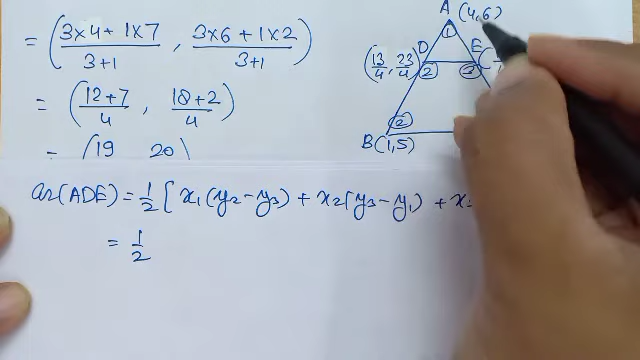 = (3×4+1×7 / 3+1 , 3×6+1×2 / 3+1)
= (12+7 / 4 , 18+2 / 4)
= (19 20
A (4,6)
1
D E
(13/4, 23/4) 2 3 (
2
B(1,5)
ar(ADE) = 1/2 [ x₁(y₂−y₃) + x₂(y₃−y₁) + x
= 1/2